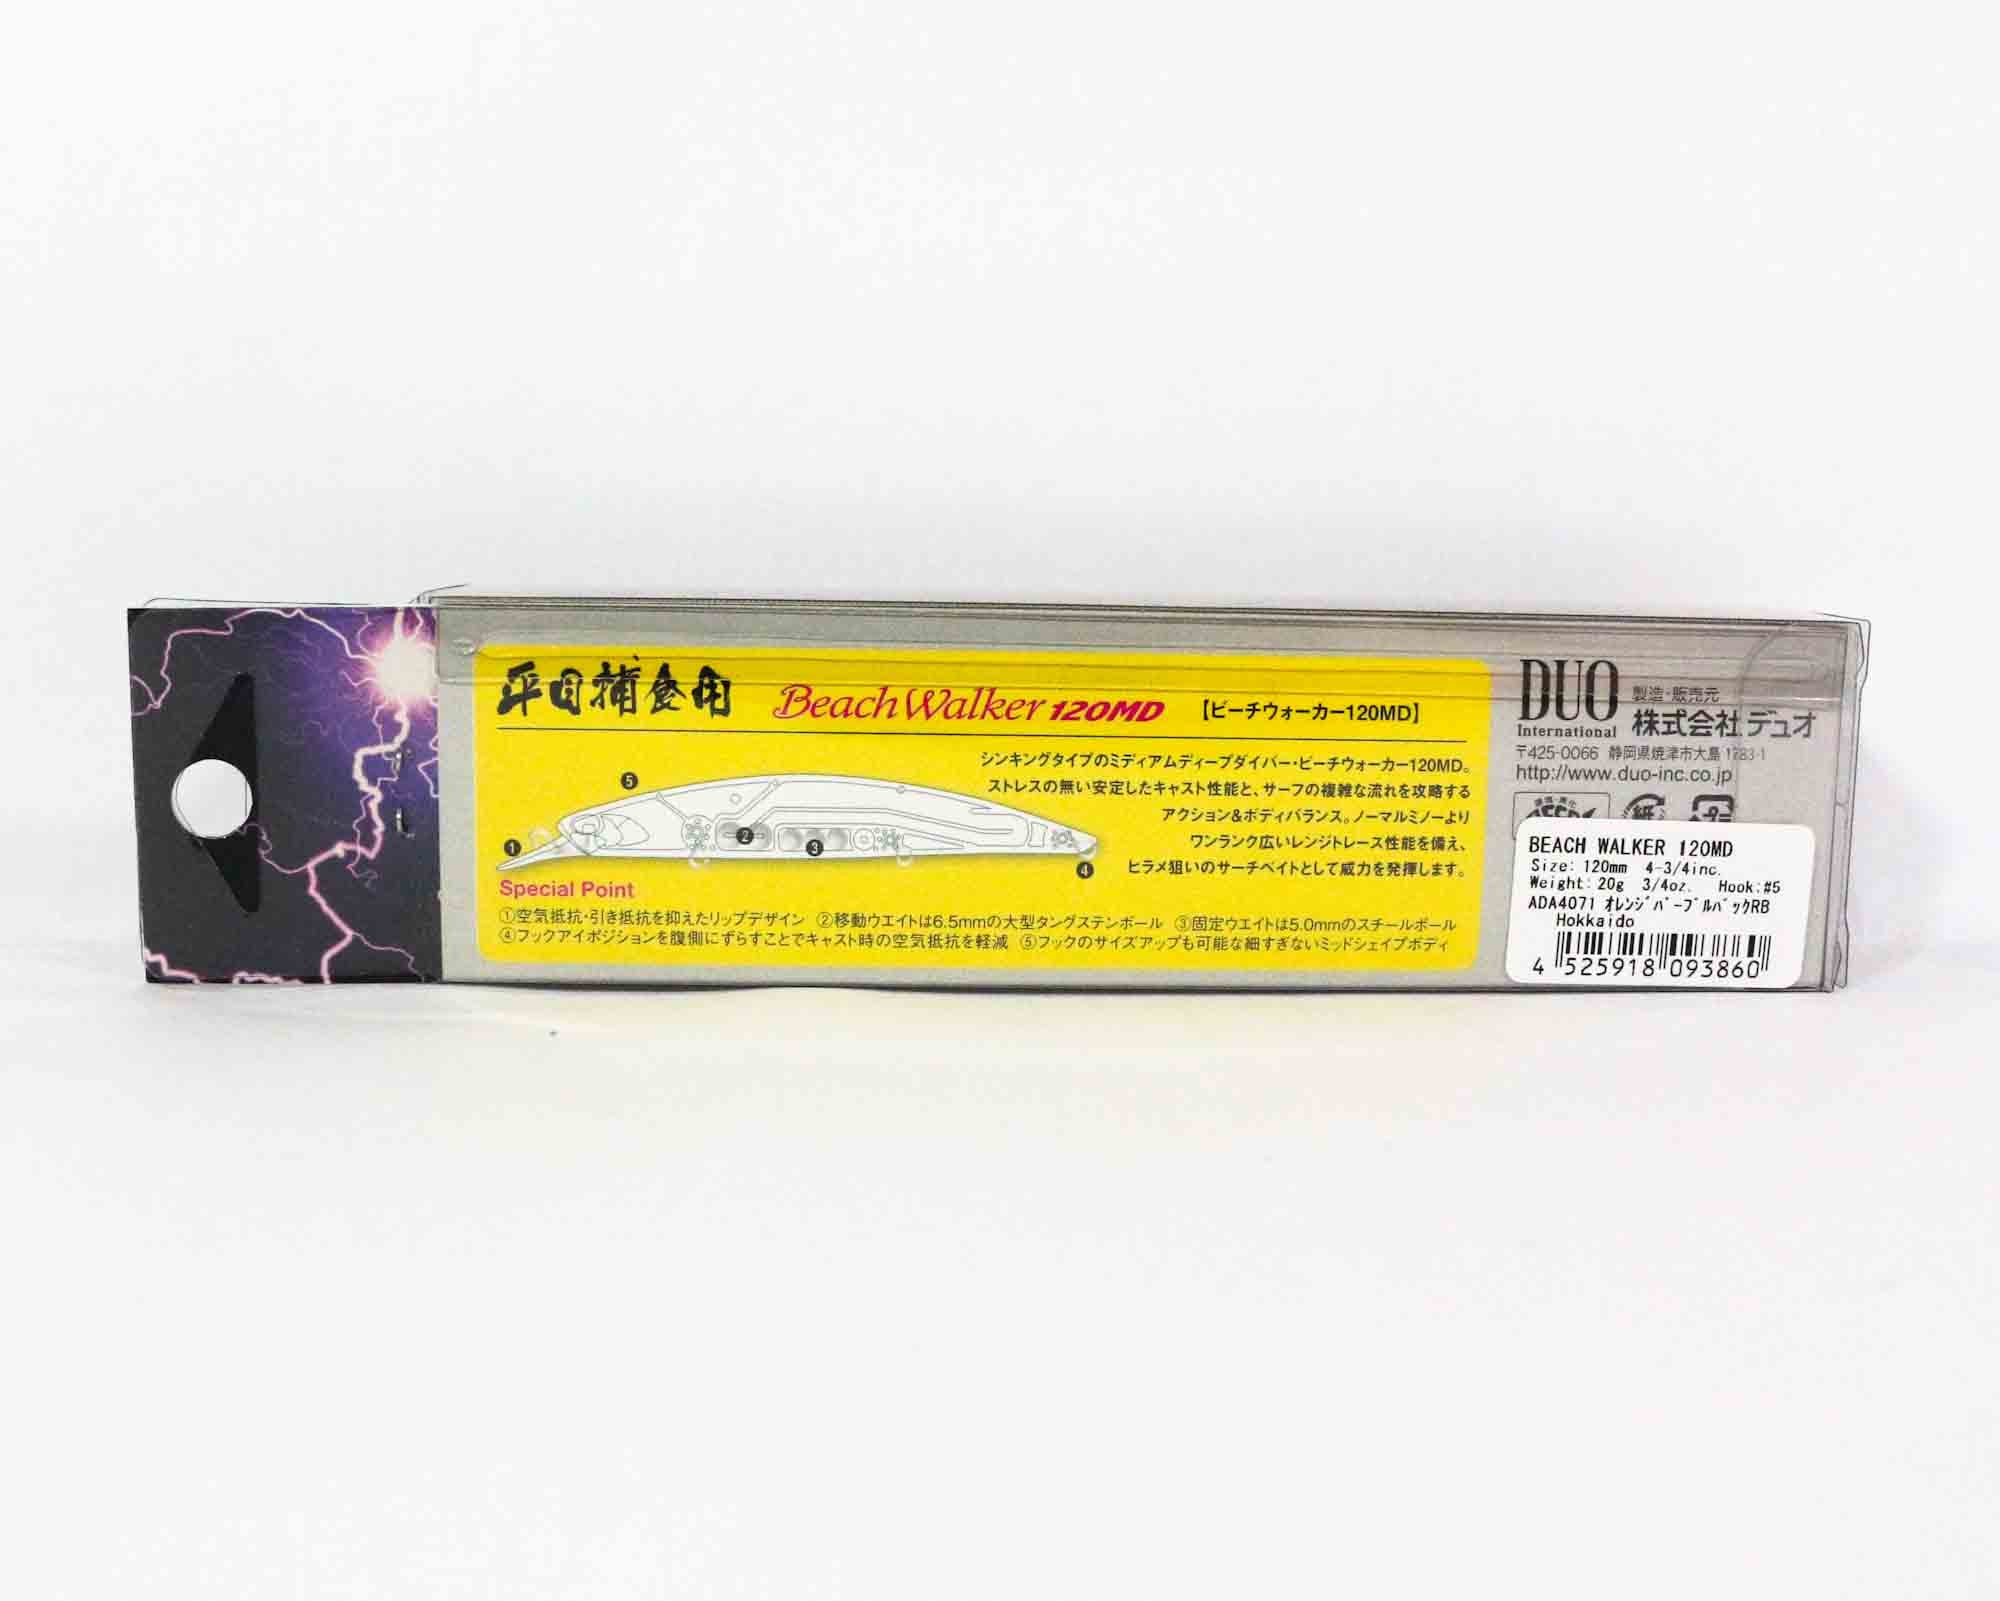 平目捕食用 Beach Walker 120MD 【ビーチウォーカー120MD】
シンキングタイプのミディアムディープダイバー・ビーチウォーカー120MD。
ストレスの無い安定したキャスト性能と、サーフの複雑な流れを攻略する
アクション&ボディバランス。ノーマルミノーより
ワンランク広いレンジトレース性能を備え、
ヒラメ狙いのサーチベイトとして威力を発揮します。
5
1
2
3
4
Special Point
①空気抵抗・引き抵抗を抑えたリップデザイン ②移動ウエイトは6.5mmの大型タングステンボール ③固定ウエイトは5.0mmのスチールボール
④フックアイポジションを腹側にずらすことでキャスト時の空気抵抗を軽減 ⑤フックのサイズアップも可能な細すぎないミッドシェイプボディ
DUO
International
製造・販売元
株式会社デュオ
〒425-0066 静岡県焼津市大島1783-1
http://www.duo-inc.co.jp
紙
BEACH WALKER 120MD
Size: 120mm 4-3/4inc.
Weight: 20g 3/4oz. Hook:#5
ADA4071 オレンジパープルバックRB
Hokkaido
4 525918 093860